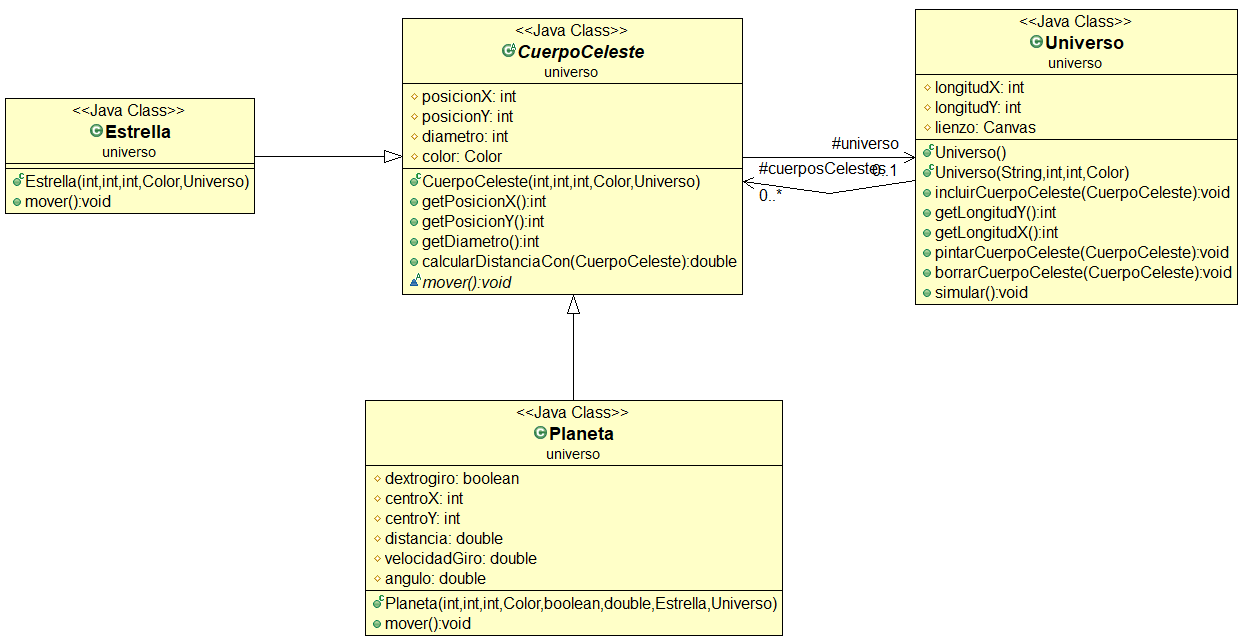 <<Java Class>>
Estrella
universo
Estrella(int,int,int,Color,Universo)
mover():void
<<Java Class>>
CuerpoCeleste
universo
posicionX: int
posicionY: int
diametro: int
color: Color
CuerpoCeleste(int,int,int,Color,Universo)
getPosicionX():int
getPosicionY():int
getDiametro():int
calcularDistanciaCon(CuerpoCeleste):double
mover():void
#universo
0..1
#cuerposCelestes
0..*
<<Java Class>>
Universo
universo
longitudX: int
longitudY: int
lienzo: Canvas
Universo()
Universo(String,int,int,Color)
incluirCuerpoCeleste(CuerpoCeleste):void
getLongitudY():int
getLongitudX():int
pintarCuerpoCeleste(CuerpoCeleste):void
borrarCuerpoCeleste(CuerpoCeleste):void
simular():void
<<Java Class>>
Planeta
universo
dextrogiro: boolean
centroX: int
centroY: int
distancia: double
velocidadGiro: double
angulo: double
Planeta(int,int,int,Color,boolean,double,Estrella,Universo)
mover():void